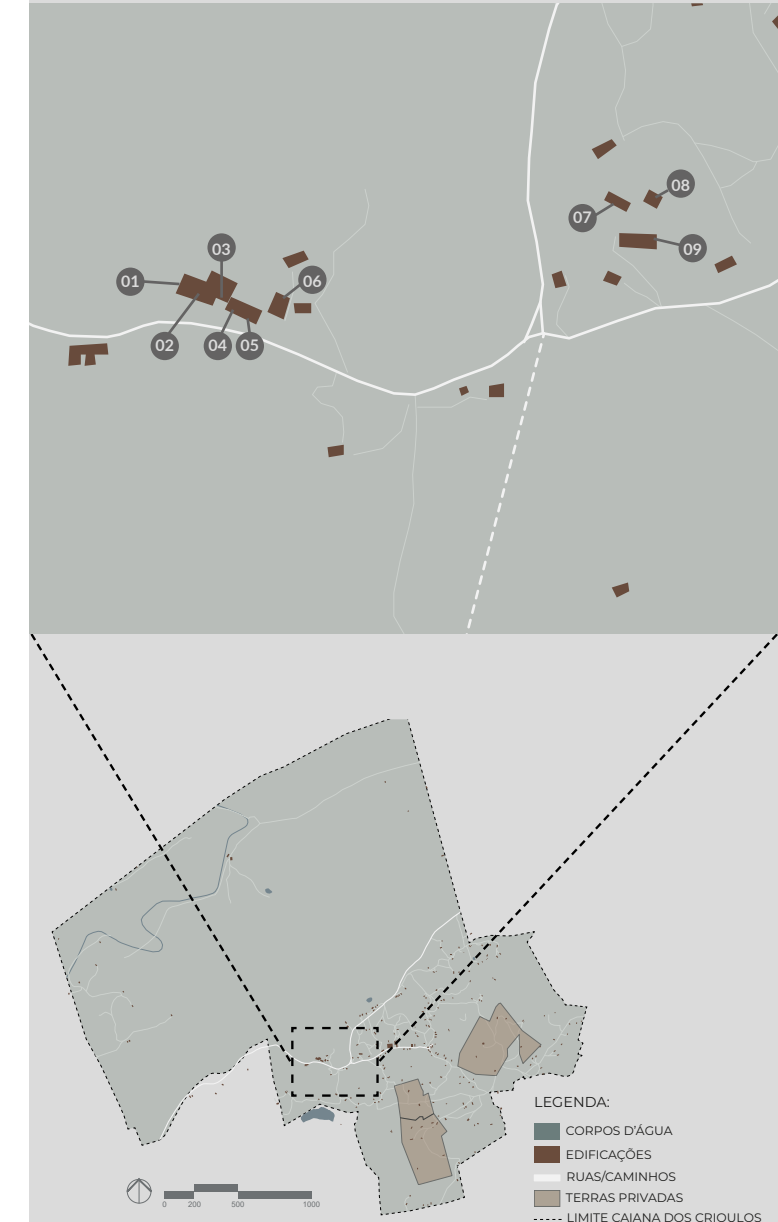 08
07
03
09
01
06
02
04
05
LEGENDA:
CORPOS D'ÁGUA
EDIFICAÇÕES
RUAS/CAMINHOS
TERRAS PRIVADAS
LIMITE CAIANA DOS CRIOULOS
0 200 500 1000